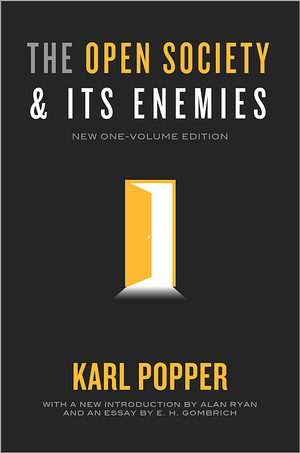 THE OPEN SOCIETY
& ITS ENEMIES
NEW ONE-VOLUME EDITION
KARL POPPER
WITH A NEW INTRODUCTION BY ALAN RYAN
AND AN ESSAY BY E. H. GOMBRICH